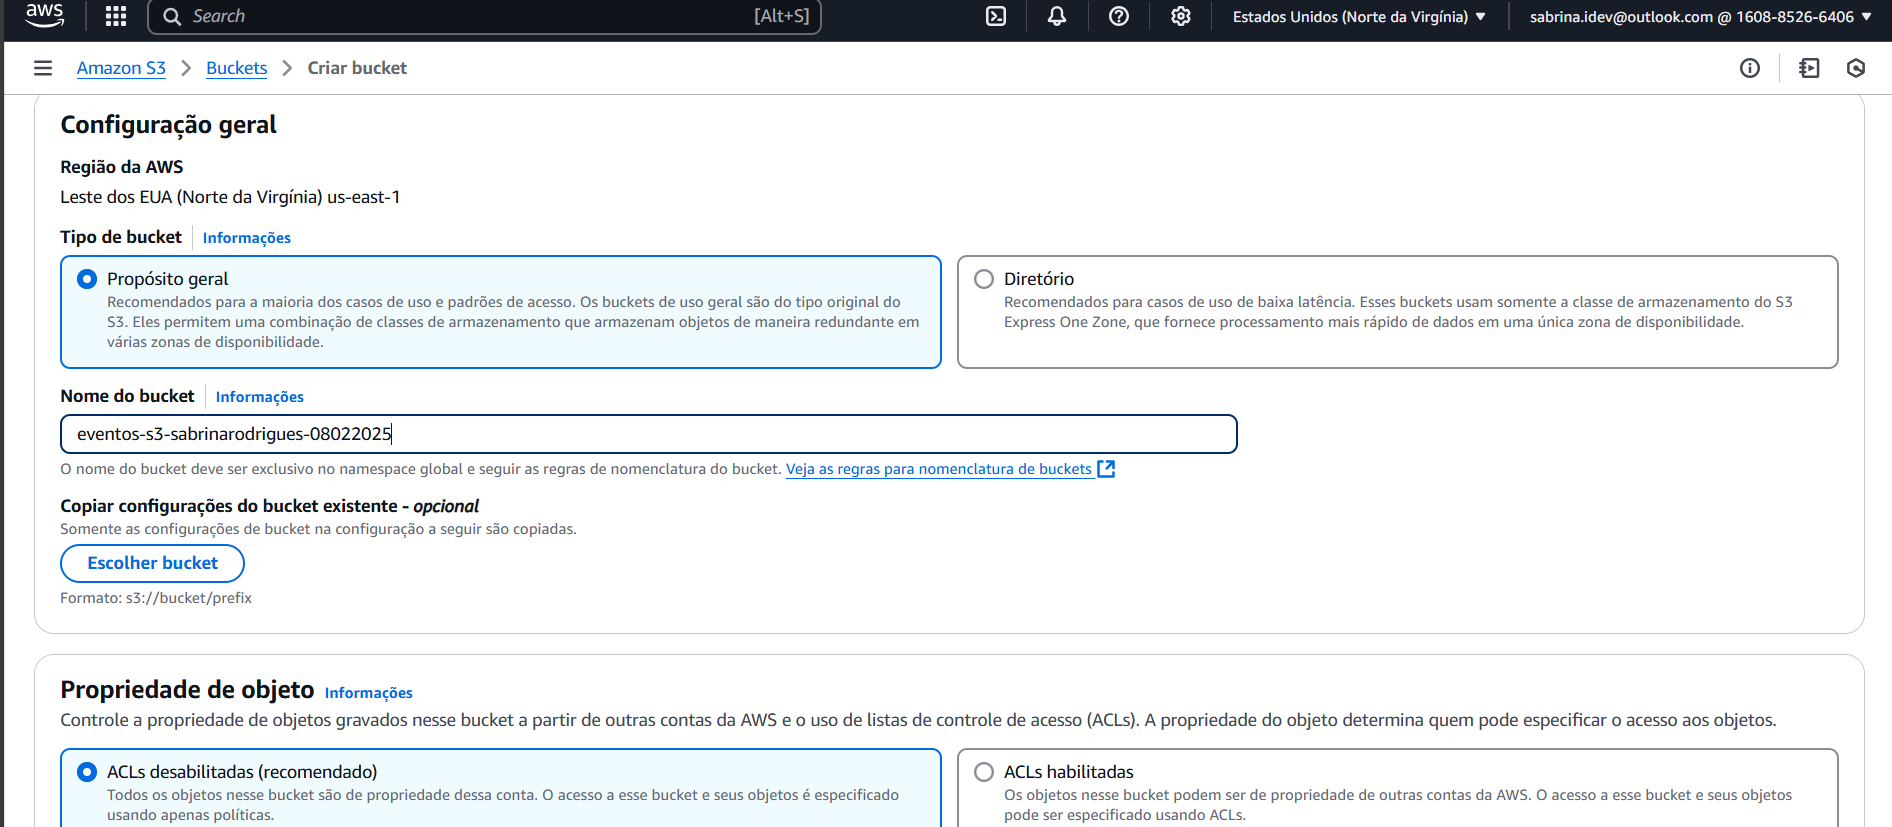 aws
Search
[Alt+S]
Estados Unidos (Norte da Virgínia)
sabrina.idev@outlook.com @ 1608-8526-6406
Amazon S3
Buckets
Criar bucket
Configuração geral
Região da AWS
Leste dos EUA (Norte da Virgínia) us-east-1
Tipo de bucket
Informações
Propósito geral
Recomendados para a maioria dos casos de uso e padrões de acesso. Os buckets de uso geral são do tipo original do
S3. Eles permitem uma combinação de classes de armazenamento que armazenam objetos de maneira redundante em
várias zonas de disponibilidade.
Diretório
Recomendados para casos de uso de baixa latência. Esses buckets usam somente a classe de armazenamento do S3
Express One Zone, que fornece processamento mais rápido de dados em uma única zona de disponibilidade.
Nome do bucket
Informações
eventos-s3-sabrinarodrigues-08022025
O nome do bucket deve ser exclusivo no namespace global e seguir as regras de nomenclatura do bucket. Veja as regras para nomenclatura de buckets
Copiar configurações do bucket existente - opcional
Somente as configurações de bucket na configuração a seguir são copiadas.
Escolher bucket
Formato: s3://bucket/prefix
Propriedade de objeto
Informações
Controle a propriedade de objetos gravados nesse bucket a partir de outras contas da AWS e o uso de listas de controle de acesso (ACLs). A propriedade do objeto determina quem pode especificar o acesso aos objetos.
ACLs desabilitadas (recomendado)
Todos os objetos nesse bucket são de propriedade dessa conta. O acesso a esse bucket e seus objetos é especificado
usando apenas políticas.
ACLs habilitadas
Os objetos nesse bucket podem ser de propriedade de outras contas da AWS. O acesso a esse bucket e seus objetos
pode ser especificado usando ACLs.